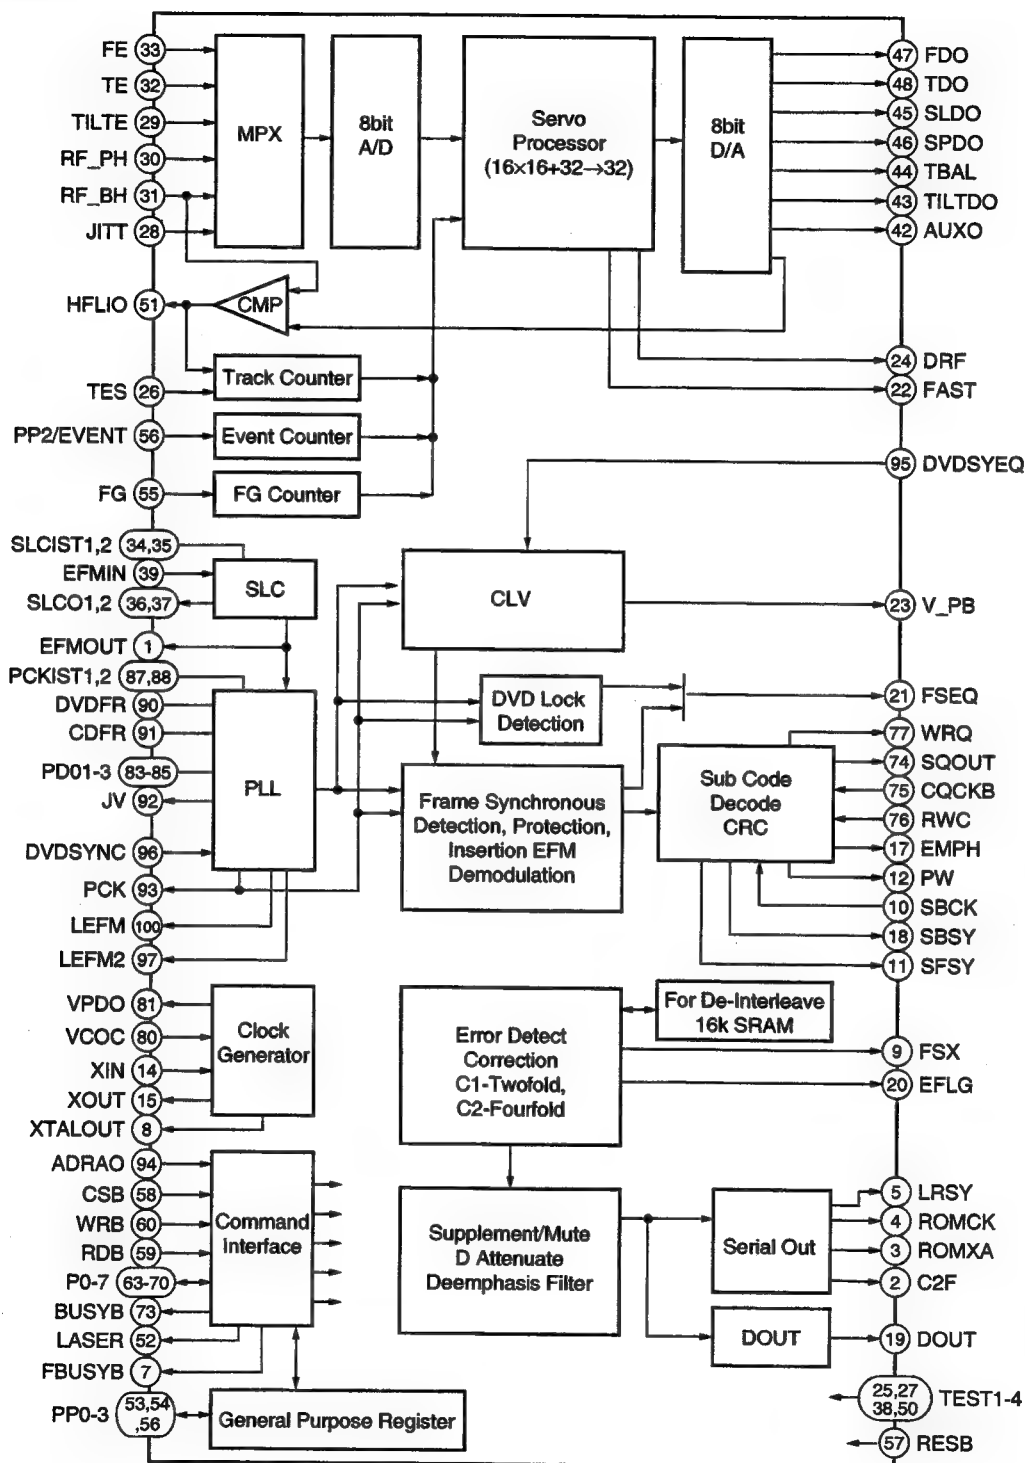 FE 33
TE 32
TILTE 29
RF_PH 30
RF_BH 31
JITT 28
HFLIO 51
TES 26
PP2/EVENT 56
FG 55
SLCIST1,2 34,35
EFMIN 39
SLCO1,2 36,37
EFMOUT 1
PCKIST1,2 87,88
DVDFR 90
CDFR 91
PD01-3 83-85
JV 92
DVDSYNC 96
PCK 93
LEFM 100
LEFM2 97
VPDO 81
VCOC 80
XIN 14
XOUT 15
XTALOUT 8
ADRAO 94
CSB 58
WRB 60
RDB 59
P0-7 63-70
BUSYB 73
LASER 52
FBUSYB 7
PP0-3 53,54
,56
MPX
8bit
A/D
Servo
Processor
(16×16+32→32)
8bit
D/A
CMP
Track Counter
Event Counter
FG Counter
SLC
CLV
PLL
DVD Lock
Detection
Frame Synchronous
Detection, Protection,
Insertion EFM
Demodulation
Sub Code
Decode
CRC
Clock
Generator
Error Detect
Correction
C1-Twofold,
C2-Fourfold
For De-Interleave
16k SRAM
Command
Interface
Supplement/Mute
D Attenuate
Deemphasis Filter
Serial Out
DOUT
General Purpose Register
47 FDO
48 TDO
45 SLDO
46 SPDO
44 TBAL
43 TILTDO
42 AUXO
24 DRF
22 FAST
95 DVDSYEQ
23 V_PB
21 FSEQ
77 WRQ
74 SQOUT
75 CQCKB
76 RWC
17 EMPH
12 PW
10 SBCK
18 SBSY
11 SFSY
9 FSX
20 EFLG
5 LRSY
4 ROMCK
3 ROMXA
2 C2F
19 DOUT
25,27
38,50 TEST1-4
57 RESB